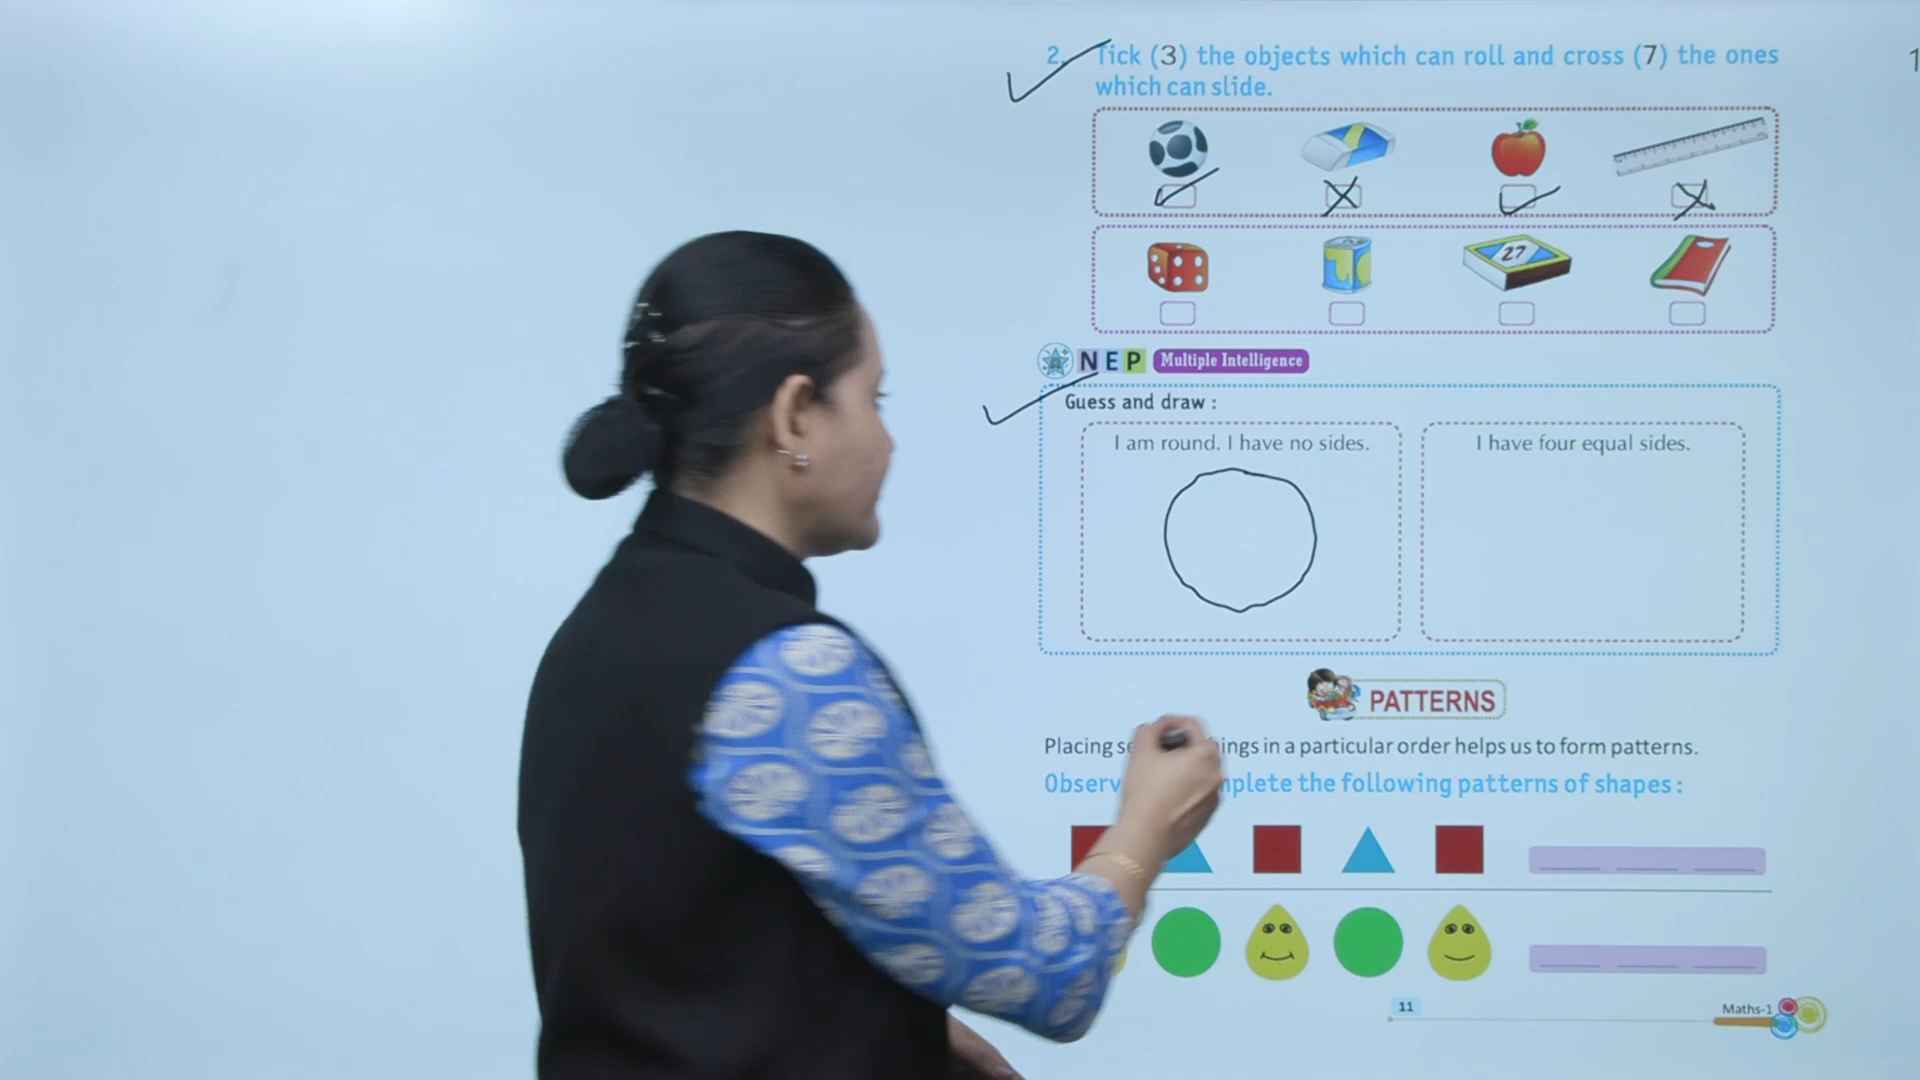 2. Tick (3) the objects which can roll and cross (7) the ones
which can slide.
1
27
NEP Multiple Intelligence
Guess and draw :
I am round. I have no sides.
I have four equal sides.
PATTERNS
Placing ings in a particular order helps us to form patterns.
Observ mplete the following patterns of shapes :
11
Maths-1